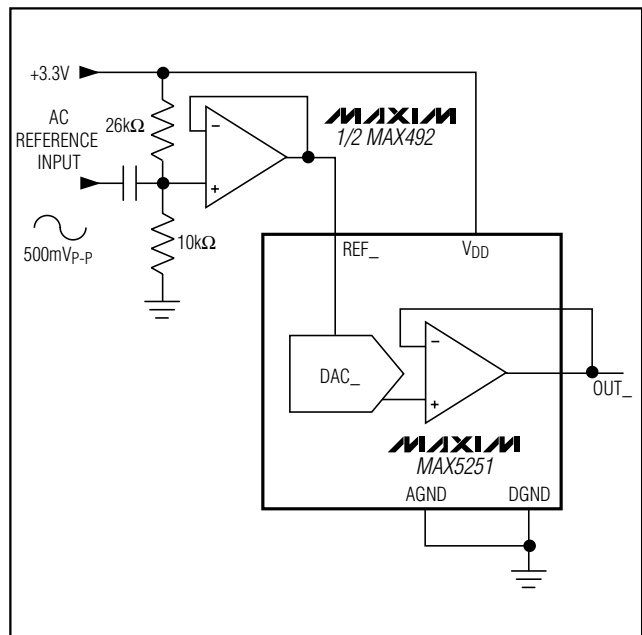 +3.3V
AC
REFERENCE
INPUT
26kΩ
MAXIM
1/2 MAX492
–
+
10kΩ
500mVP-P
REF_
VDD
DAC_
–
+
OUT_
MAXIM
MAX5251
AGND
DGND